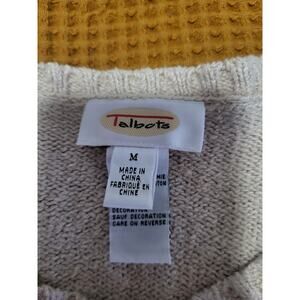 Talbots
M
MADE IN
CHINA
FABRIQUÉ EN
CHINE
DECORATION
SAUF DECORATION
CARE ON REVERSE